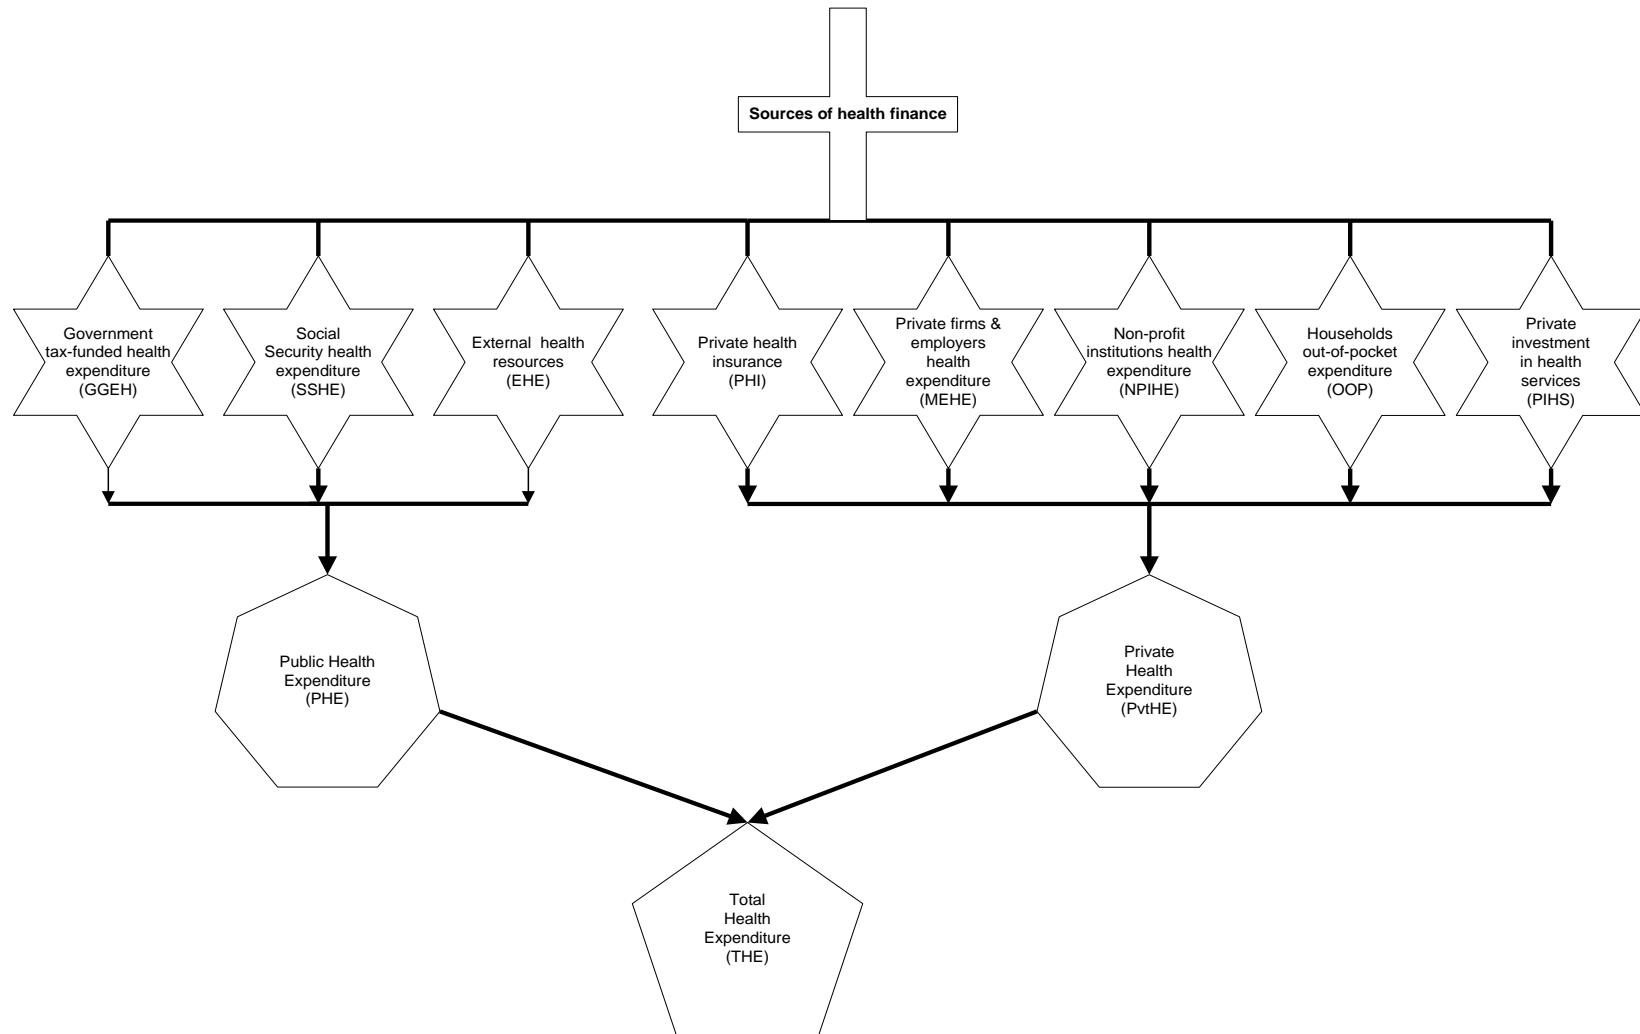 Sources of health finance
Government
tax-funded health
expenditure
(GGEH)
Social
Security health
expenditure
(SSHE)
External  health
resources
(EHE)
Private health
insurance
(PHI)
Private firms &
employers
health
expenditure
(MEHE)
Non-profit
institutions health
expenditure
(NPIHE)
Households
out-of-pocket
expenditure
(OOP)
Private
investment
in health
services
(PIHS)
Public Health
Expenditure
(PHE)
Private
Health
Expenditure
(PvtHE)
Total
Health
Expenditure
(THE)